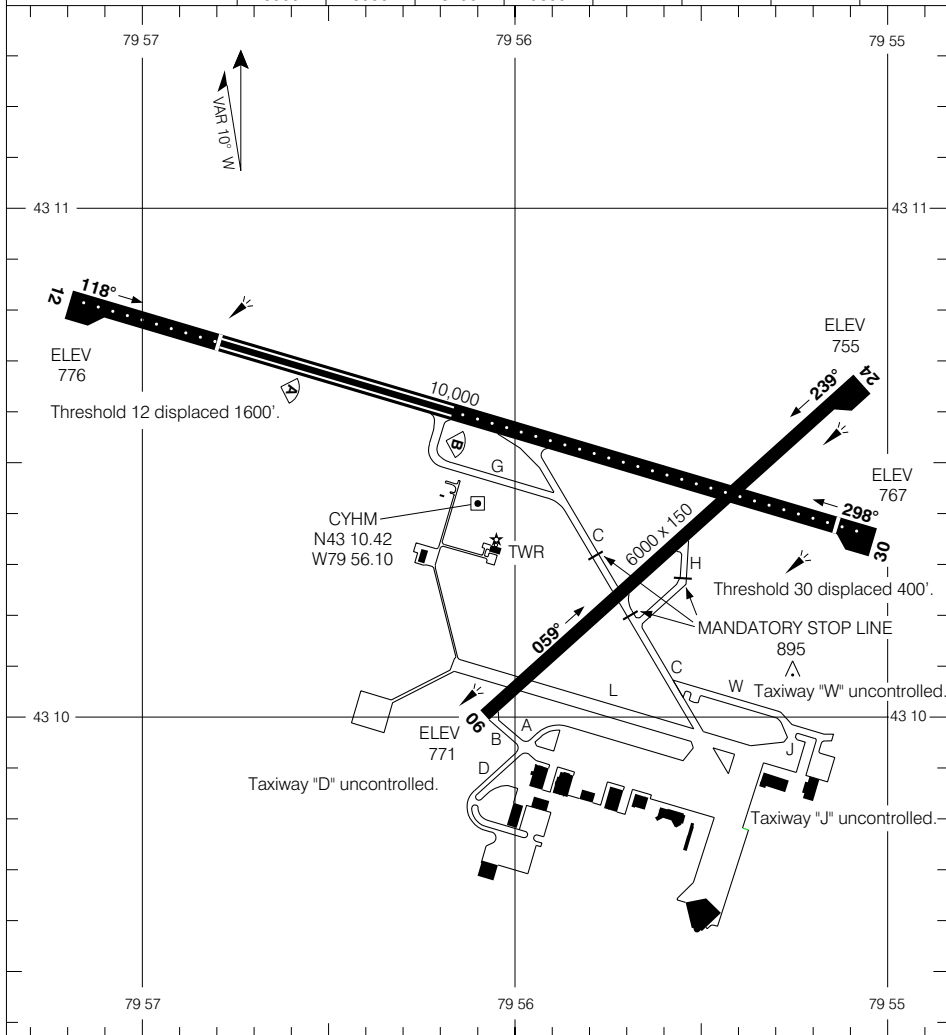 79 57
79 56
79 55
VAR 10° W
43 11
43 11
12
118°
ELEV
776
Threshold 12 displaced 1600'.
A
10,000
B
G
ELEV
755
24
239°
ELEV
767
298°
30
Threshold 30 displaced 400'.
CYHM
N43 10.42
W79 56.10
TWR
C
6000 x 150
H
MANDATORY STOP LINE
895
059°
C
W
Taxiway "W" uncontrolled.
L
43 10
43 10
06
ELEV
771
B
A
D
J
Taxiway "D" uncontrolled.
Taxiway "J" uncontrolled.
79 57
79 56
79 55